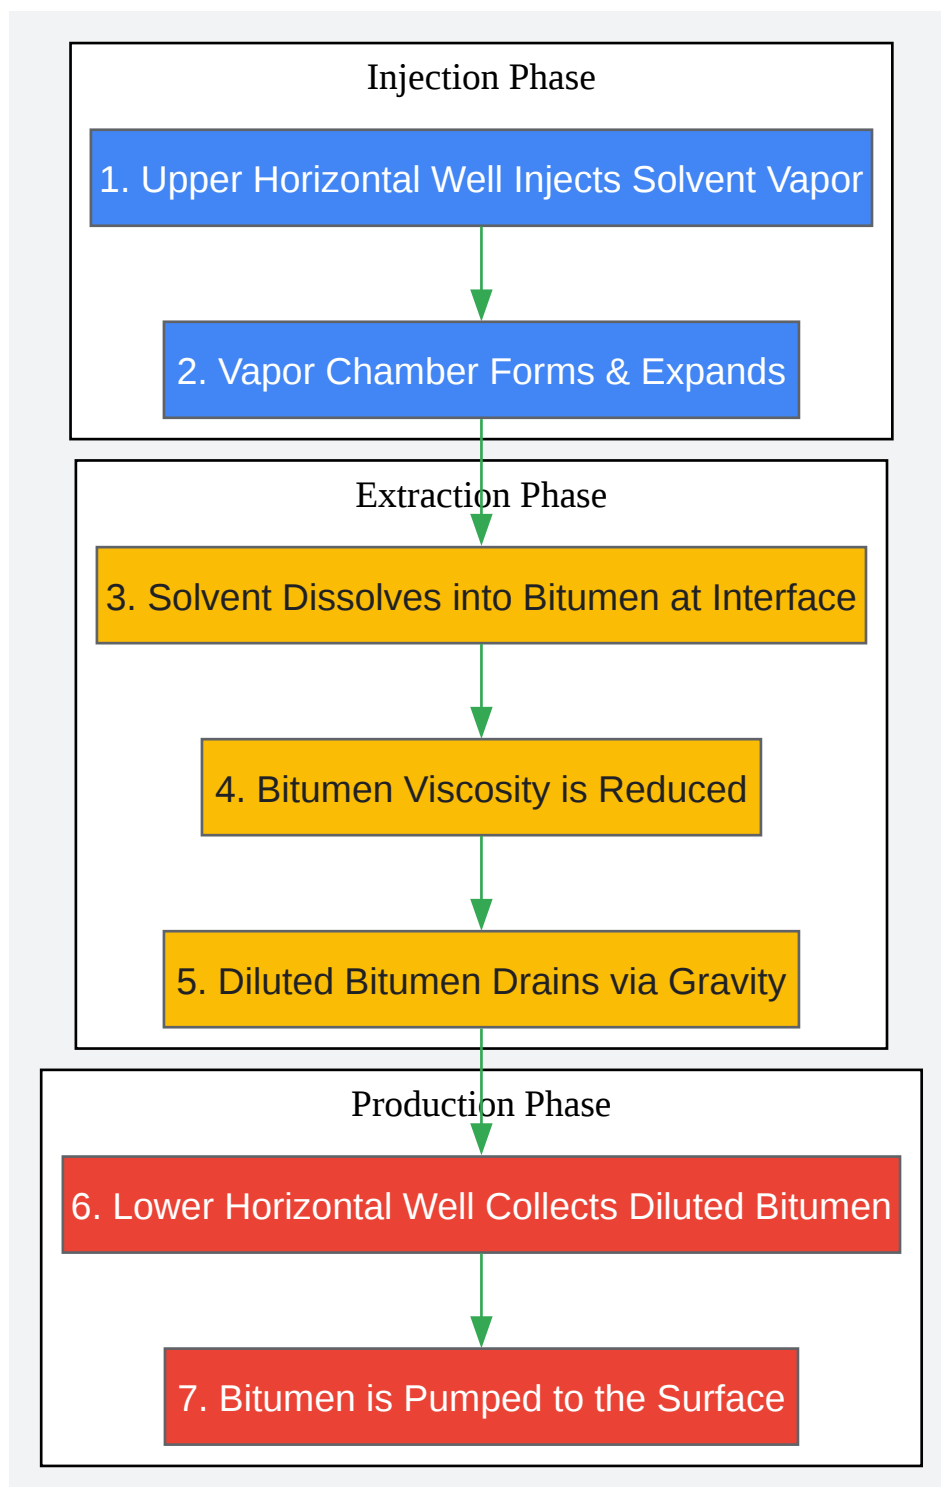 Injection Phase
1. Upper Horizontal Well Injects Solvent Vapor
2. Vapor Chamber Forms & Expands
Extraction Phase
3. Solvent Dissolves into Bitumen at Interface
4. Bitumen Viscosity is Reduced
5. Diluted Bitumen Drains via Gravity
Production Phase
6. Lower Horizontal Well Collects Diluted Bitumen
7. Bitumen is Pumped to the Surface